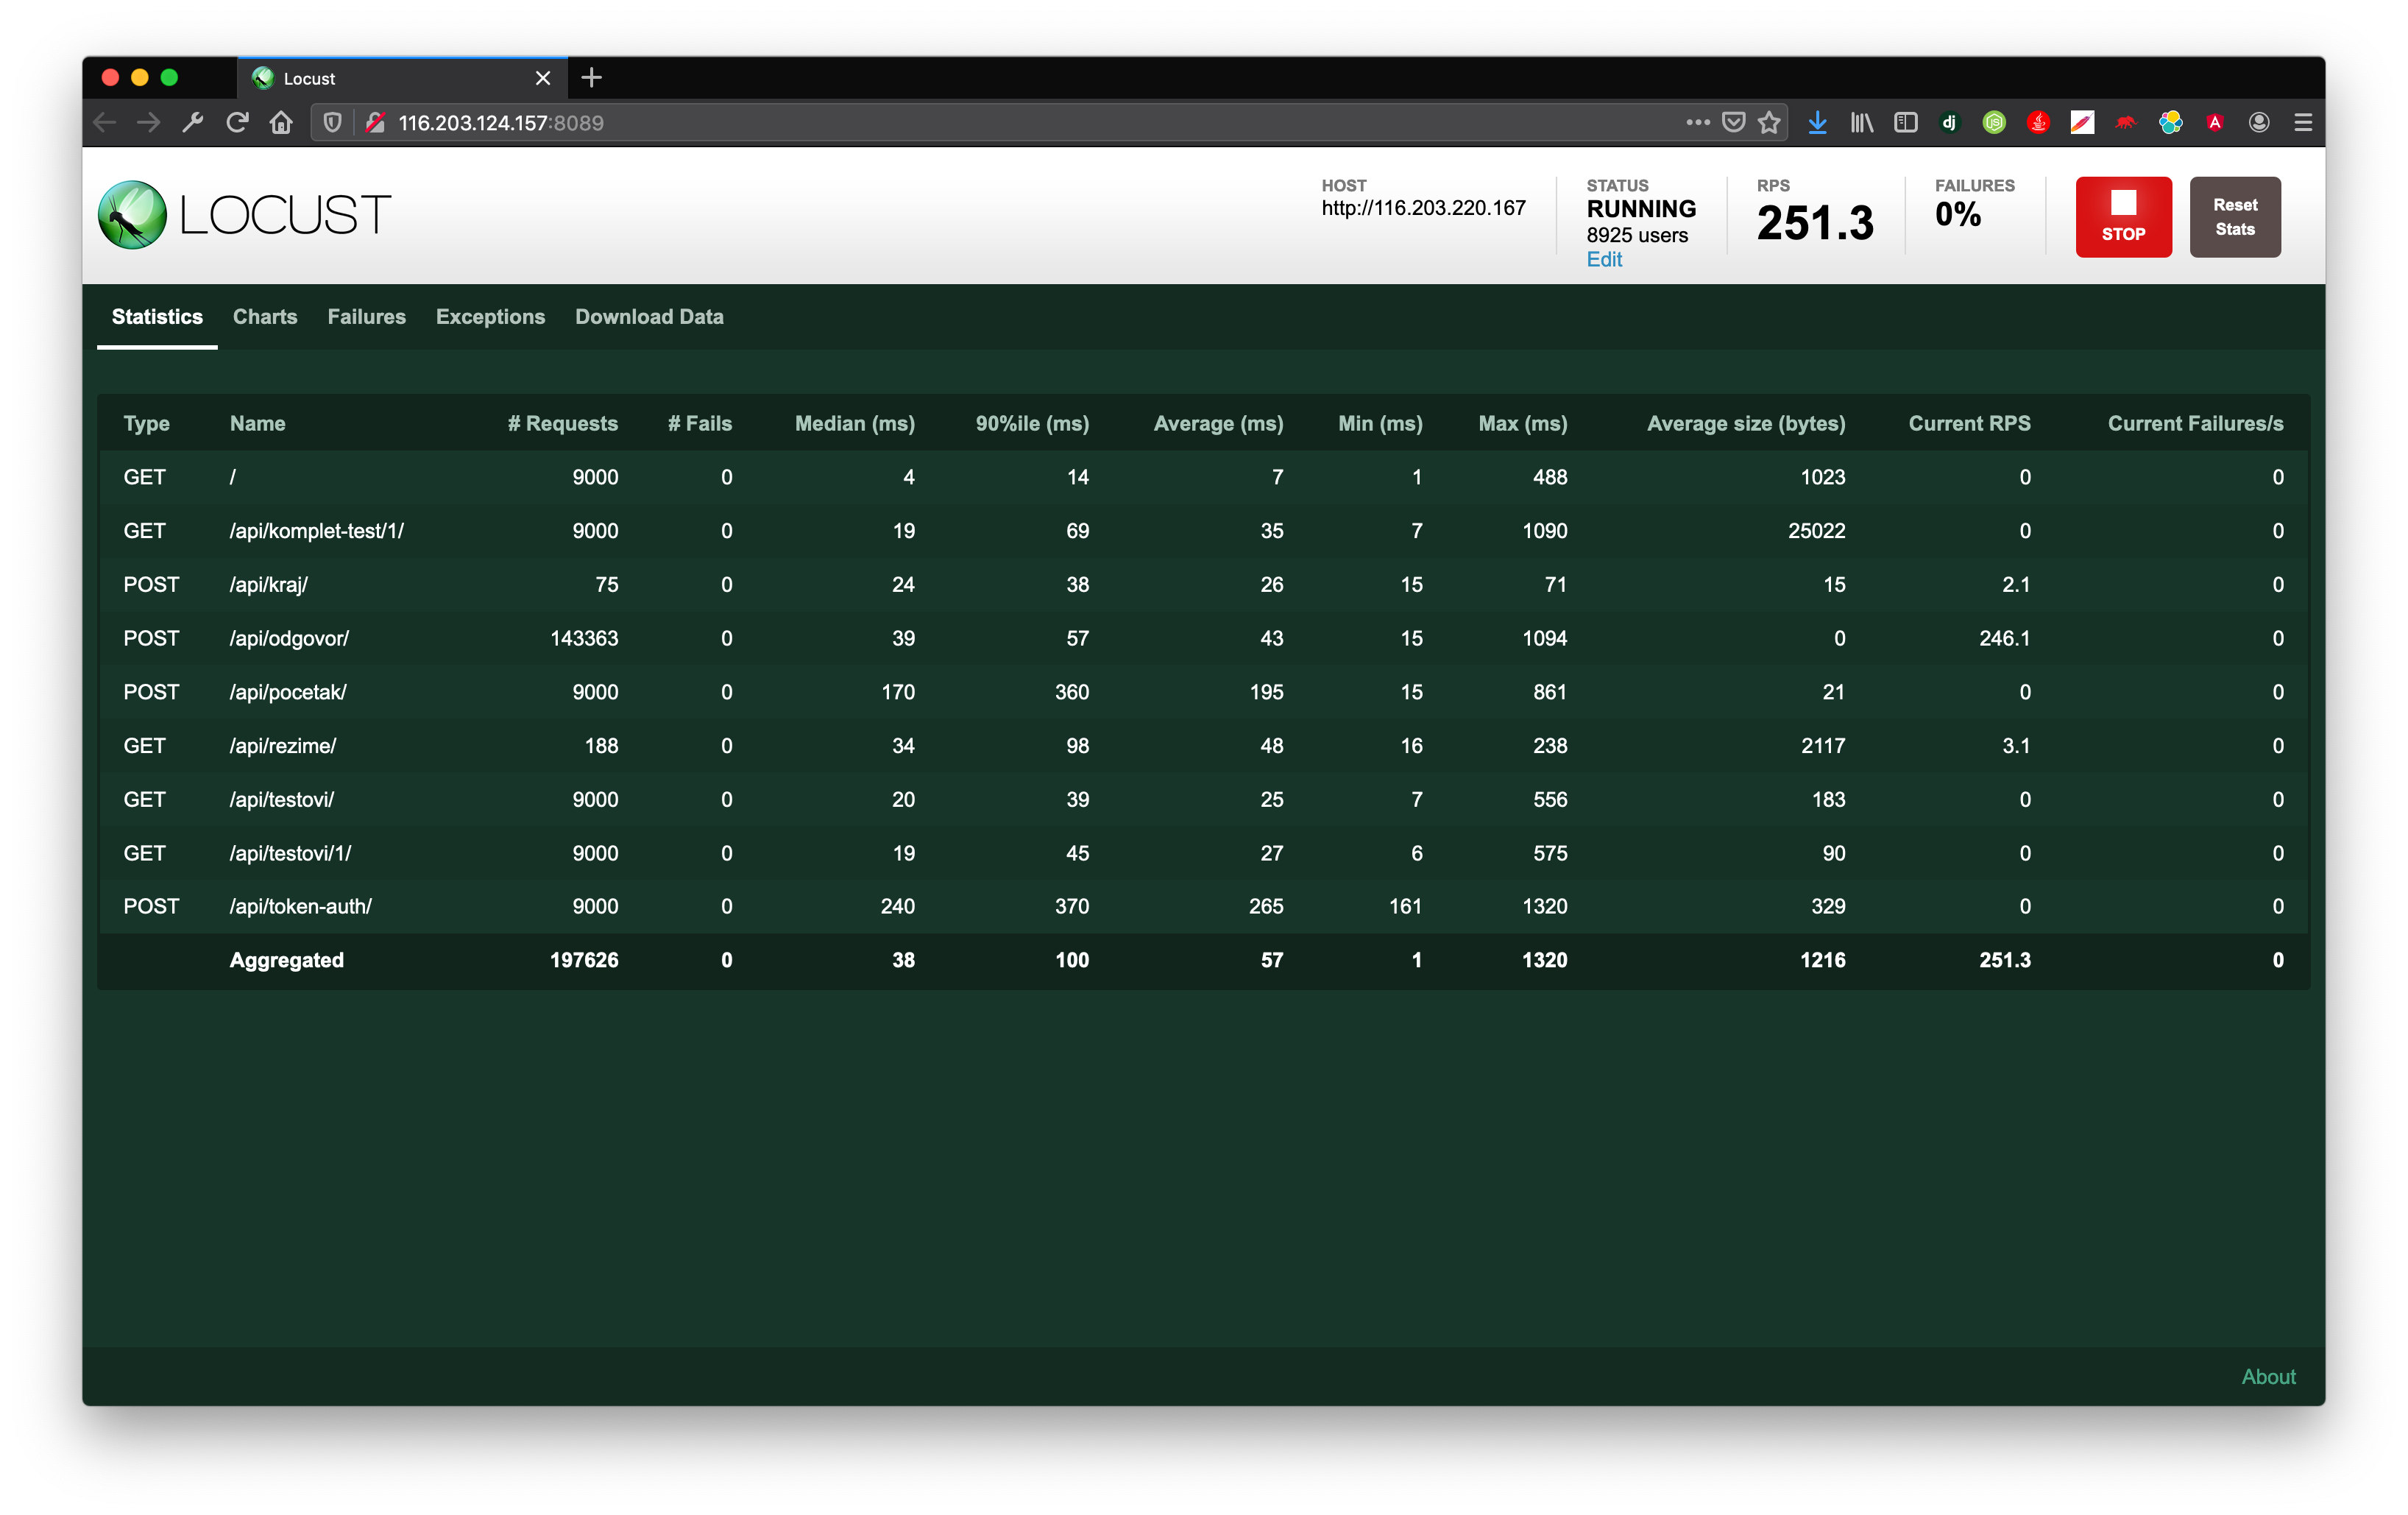 Locust
116.203.124.157:8089
dj
JS
A
LOCUST
HOST
http://116.203.220.167
STATUS
RUNNING
8925 users
Edit
RPS
251.3
FAILURES
0%
STOP
Reset
Stats
Statistics Charts Failures Exceptions Download Data
Type Name # Requests # Fails Median (ms) 90%ile (ms) Average (ms) Min (ms) Max (ms) Average size (bytes) Current RPS Current Failures/s
GET / 9000 0 4 14 7 1 488 1023 0 0
GET /api/komplet-test/1/ 9000 0 19 69 35 7 1090 25022 0 0
POST /api/kraj/ 75 0 24 38 26 15 71 15 2.1 0
POST /api/odgovor/ 143363 0 39 57 43 15 1094 0 246.1 0
POST /api/pocetak/ 9000 0 170 360 195 15 861 21 0 0
GET /api/rezime/ 188 0 34 98 48 16 238 2117 3.1 0
GET /api/testovi/ 9000 0 20 39 25 7 556 183 0 0
GET /api/testovi/1/ 9000 0 19 45 27 6 575 90 0 0
POST /api/token-auth/ 9000 0 240 370 265 161 1320 329 0 0
Aggregated 197626 0 38 100 57 1 1320 1216 251.3 0
About